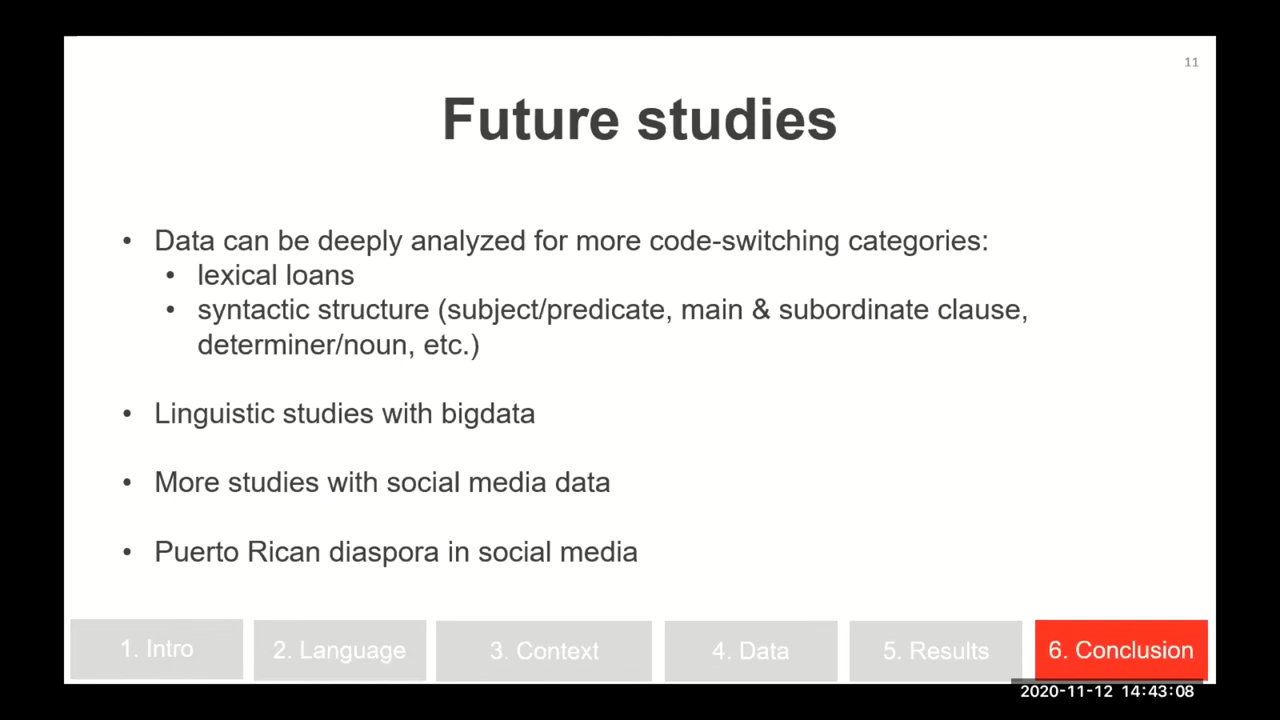 11
Future studies
• Data can be deeply analyzed for more code-switching categories:
• lexical loans
• syntactic structure (subject/predicate, main & subordinate clause,
determiner/noun, etc.)
• Linguistic studies with bigdata
• More studies with social media data
• Puerto Rican diaspora in social media
1. Intro
2. Language
3. Context
4. Data
5. Results
6. Conclusion
2020-11-12 14:43:08